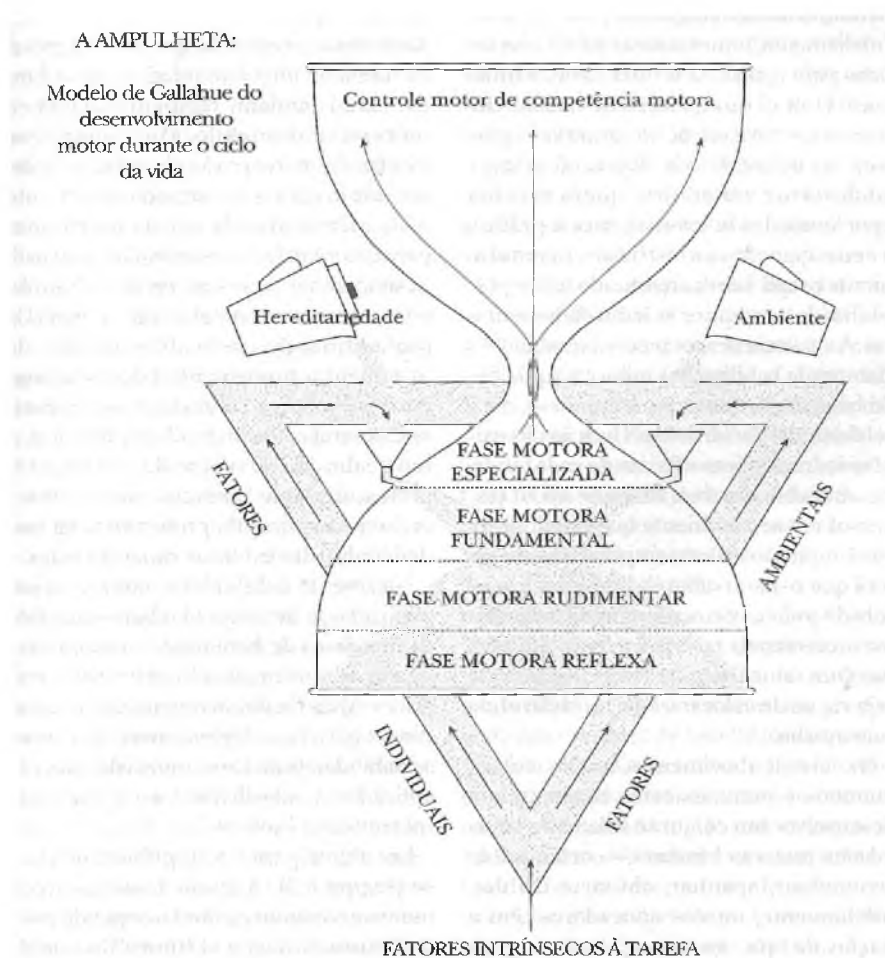 A AMPULHETA:
Modelo de Gallahue do
desenvolvimento
motor durante o ciclo
da vida
Controle motor de competência motora
Hereditariedade
Ambiente
FATORES
AMBIENTAIS
FASE MOTORA
ESPECIALIZADA
FASE MOTORA
FUNDAMENTAL
FASE MOTORA RUDIMENTAR
FASE MOTORA REFLEXA
INDIVIDUAIS
FATORES
FATORES INTRÍNSECOS À TAREFA